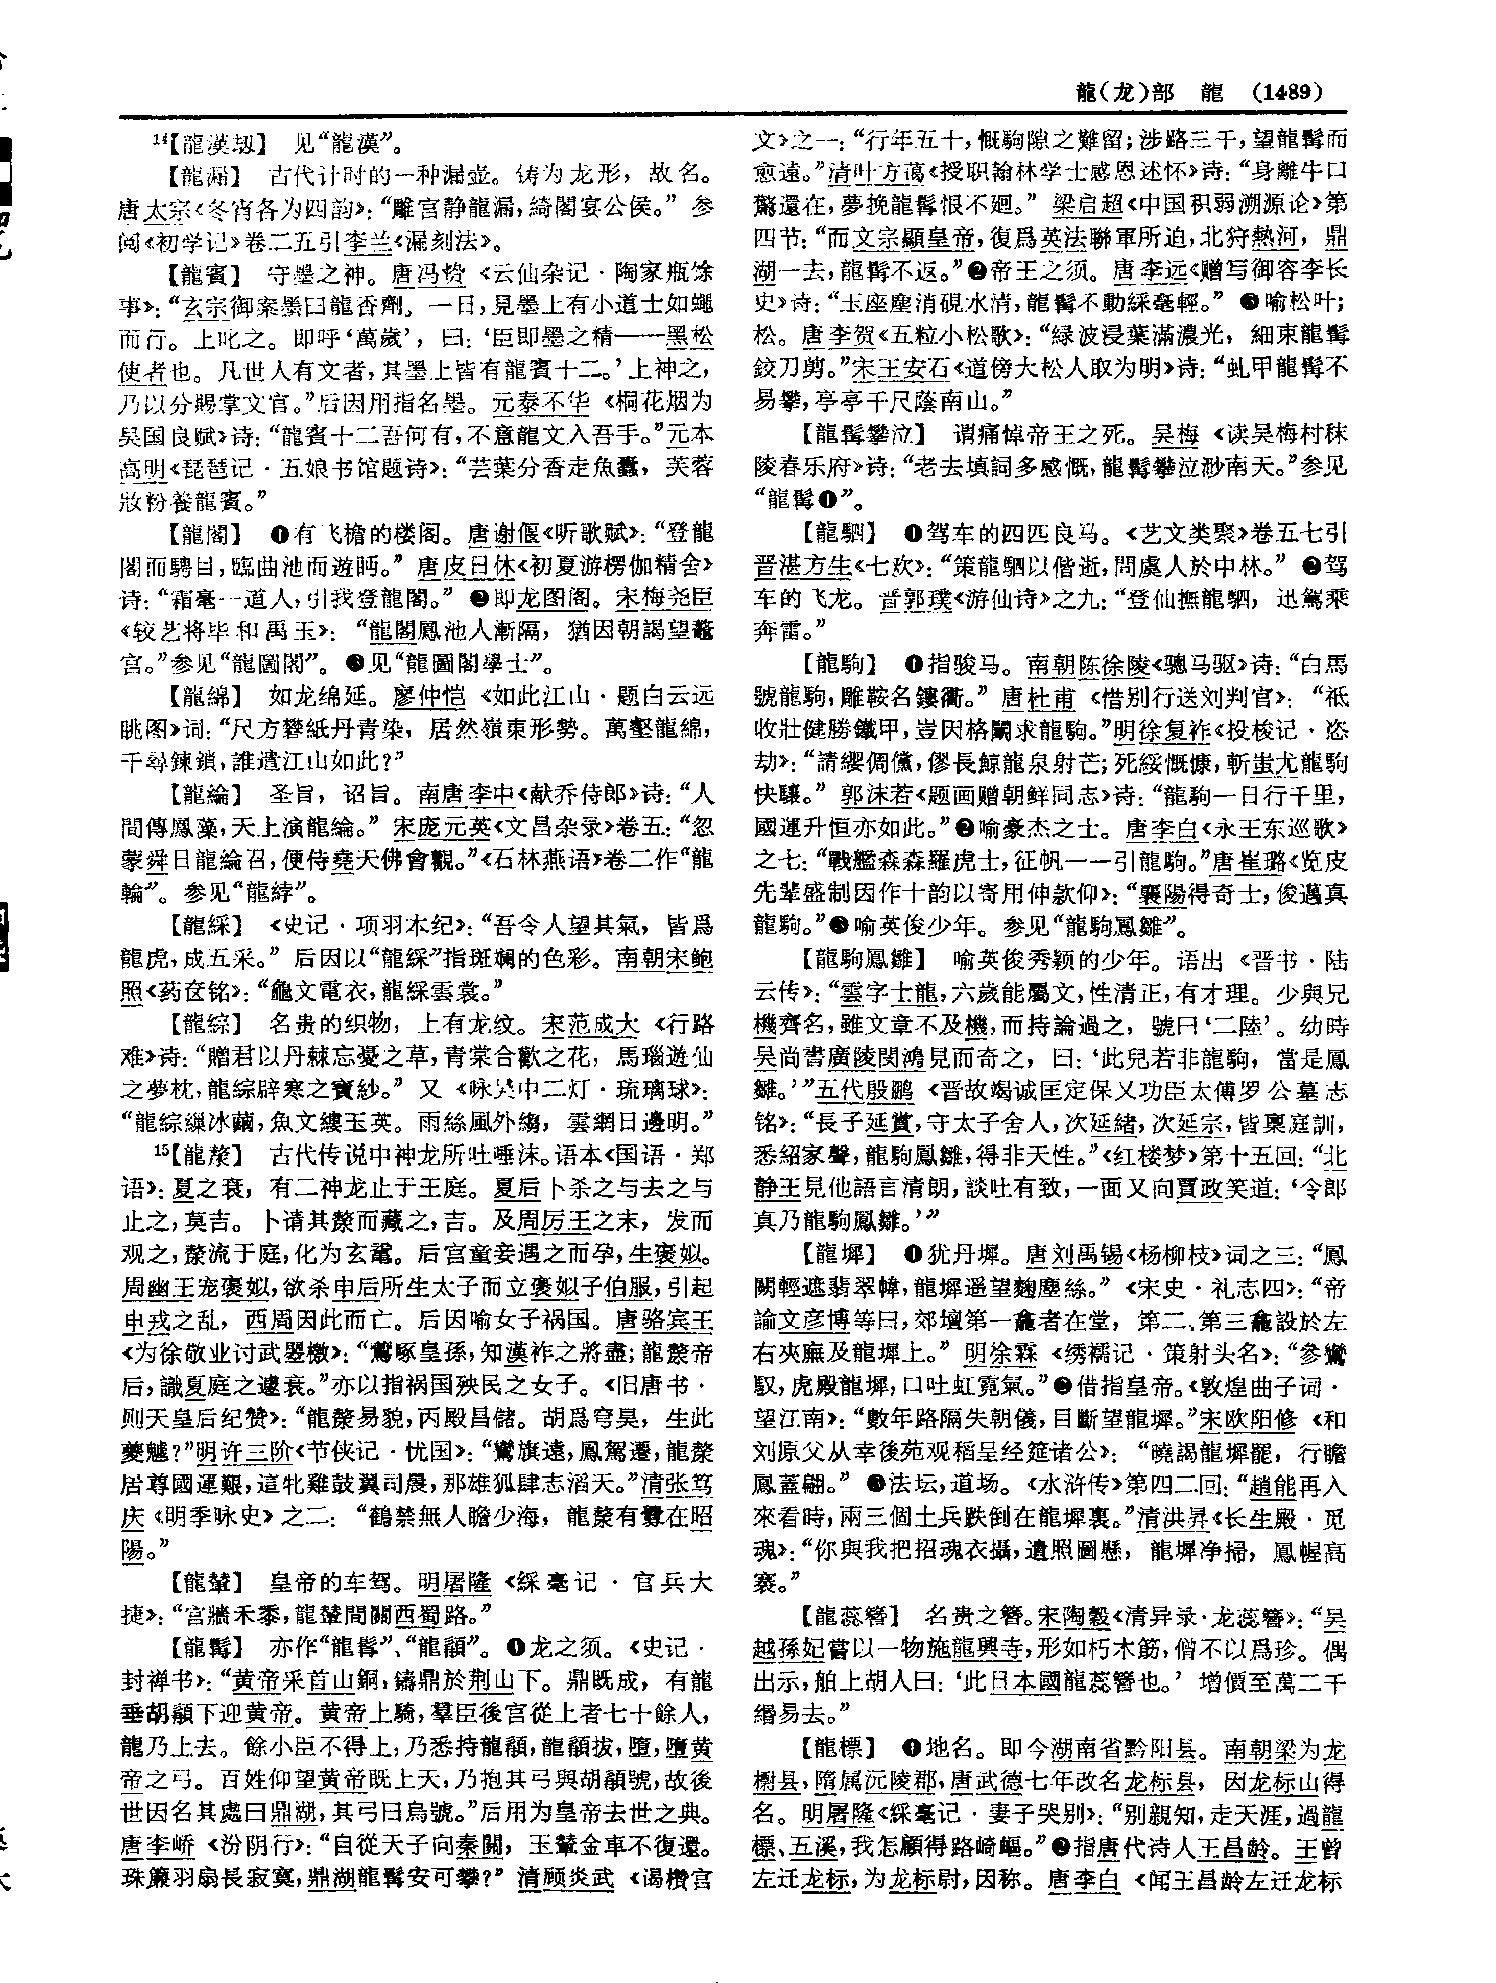 龍(龙)部　龍　(1489)
14【龍漠刼】　见“龍漠”。
【龍漏】　古代计时的一种漏壶。铸为龙形，故名。
唐太宗《冬宵各为四韵》：“雕宫静龍漏，綺閣宴公侯。”参
阅《初学记》卷二五引李兰《漏刻法》。
【龍賓】　守墨之神。唐冯贽《云仙杂记·陶家瓶馀
事》：“玄宗御案墨曰龍香劑。一日，見墨上有小道士如蠅
而行。上叱之。即呼‘萬歲’，曰：‘臣即墨之精——黑松
使者也。凡世人有文者，其墨上皆有龍賓十二。’上神之，
乃以分賜掌文官。”后因用指名墨。元泰不华《桐花烟为
吴国良赋》诗：“龍賓十二吾何有，不意龍文入吾手。”元本
高明《琵琶记·五娘书馆题诗》：“芸葉分香走魚蠹，芙蓉
妝粉養龍賓。”
【龍閣】　❶有飞檐的楼阁。唐谢偃《听歌赋》：“登龍
閣而騁目，臨曲池而遊眄。”唐皮日休《初夏游楞伽精舍》
诗：“霜毫一道人，引我登龍閣。”❷即龙图阁。宋梅尧臣
《较艺将毕和禹玉》：“龍閣鳳池人漸隔，猶因朝謁望鼇
宫。”参见“龍圖閣”。❸见“龍圖閣學士”。
【龍綿】　如龙绵延。廖仲恺《如此江山·题白云远
眺图》词：“尺方礬紙丹青染，居然嶺東形勢。萬壑龍綿，
千尋鍊鎖，誰遣江山如此？”
【龍綸】　圣旨，诏旨。南唐李中《献乔侍郎》诗：“人
間傳鳳藻，天上演龍綸。”宋庞元英《文昌杂录》卷五：“忽
蒙舜日龍綸召，便侍堯天佛會觀。”《石林燕语》卷二作“龍
輪”。参见“龍綍”。
【龍綵】　《史记·项羽本纪》：“吾令人望其氣，皆爲
龍虎，成五采。”后因以“龍綵”指斑斓的色彩。南朝宋鲍
照《药奁铭》：“龜文電衣，龍綵雲裳。”
【龍綜】　名贵的织物，上有龙纹。宋范成大《行路
难》诗：“贈君以丹棘忘憂之草，青棠合歡之花，馬瑙遊仙
之夢枕，龍綜辟寒之寶紗。”又《咏吴中二灯·琉璃球》：
“龍綜繅冰繭，魚文縷玉英。雨絲風外縐，雲網日邊明。”
15【龍漦】　古代传说中神龙所吐唾沫。语本《国语·郑
语》：夏之衰，有二神龙止于王庭。夏后卜杀之与去之与
止之，莫吉。卜请其漦而藏之，吉。及周厉王之末，发而
观之，漦流于庭，化为玄鼋。后宫童妾遇之而孕，生褒姒。
周幽王宠褒姒，欲杀申后所生太子而立褒姒子伯服，引起
申戎之乱，西周因此而亡。后因喻女子祸国。唐骆宾王
《为徐敬业讨武曌檄》：“鷰啄皇孫，知漢祚之將盡；龍漦帝
后，識夏庭之遽衰。”亦以指祸国殃民之女子。《旧唐书·
则天皇后纪赞》：“龍漦易貌，丙殿昌儲。胡爲穹昊，生此
夔魖？”明许三阶《节侠记·忧国》：“鸞旗遠，鳳駕遷，龍漦
居尊國運艱，這牝雞鼓翼司晨，那雄狐肆志滔天。”清张笃
庆《明季咏史》之二：“鶴禁無人瞻少海，龍漦有釁在昭
陽。”
【龍輦】　皇帝的车驾。明屠隆《綵毫记·官兵大
捷》：“宫牆禾黍，龍輦間關西蜀路。”
【龍髯】　亦作“龍髥”、“龍䫇”。❶龙之须。《史记·
封禅书》：“黄帝采首山銅，鑄鼎於荆山下。鼎既成，有龍
垂胡䫇下迎黄帝。黄帝上騎，羣臣後宫從上者七十餘人，
龍乃上去。餘小臣不得上，乃悉持龍䫇，龍䫇拔，墮，墮黄
帝之弓。百姓仰望黄帝既上天，乃抱其弓與胡䫇號，故後
世因名其處曰鼎湖，其弓曰烏號。”后用为皇帝去世之典。
唐李峤《汾阴行》：“自從天子向秦關，玉輦金車不復還。
珠簾羽扇長寂寞，鼎湖龍髯安可攀？”清顾炎武《谒欑宫
文》之一：“行年五十，慨駒隙之難留；涉路三千，望龍髯而
愈遠。”清叶方蔼《授职翰林学士感恩述怀》诗：“身離牛口
驚還在，夢挽龍髯恨不迴。”梁启超《中国积弱溯源论》第
四节：“而文宗顯皇帝，復爲英法聯軍所迫，北狩熱河，鼎
湖一去，龍髯不返。”❷帝王之须。唐李远《赠写御容李长
史》诗：“玉座塵消硯水清，龍髯不動綵毫輕。”❸喻松叶；
松。唐李贺《五粒小松歌》：“緑波浸葉滿濃光，細束龍髯
鉸刀剪。”宋王安石《道傍大松人取为明》诗：“虬甲龍髯不
易攀，亭亭千尺蔭南山。”
【龍髯攀泣】　谓痛悼帝王之死。吴梅《读吴梅村秣
陵春乐府》诗：“老去填詞多感慨，龍髯攀泣渺南天。”参见
“龍髯❶”。
【龍駟】　❶驾车的四匹良马。《艺文类聚》卷五七引
晋湛方生《七欢》：“策龍駟以偕逝，問虞人於中林。”❷驾
车的飞龙。晋郭璞《游仙诗》之九：“登仙撫龍駟，迅駕乘
奔雷。”
【龍駒】　❶指骏马。南朝陈徐陵《骢马驱》诗：“白馬
號龍駒，雕鞍名鏤衢。”唐杜甫《惜别行送刘判官》：“祗
收壯健勝鐵甲，豈因格鬭求龍駒。”明徐复祚《投梭记·恣
劫》：“請纓倜儻，僇長鯨龍泉射芒；死綏慨慷，斬蚩尤龍駒
快驤。”郭沫若《题画赠朝鲜同志》诗：“龍駒一日行千里，
國運升恒亦如此。”❷喻豪杰之士。唐李白《永王东巡歌》
之七：“戰艦森森羅虎士，征帆一一引龍駒。”唐崔璐《览皮
先辈盛制因作十韵以寄用伸款仰》：“襄陽得奇士，俊邁真
龍駒。”❸喻英俊少年。参见“龍駒鳳雛”。
【龍駒鳳雛】　喻英俊秀颖的少年。语出《晋书·陆
云传》：“雲字士龍，六歲能屬文，性清正，有才理。少與兄
機齊名，雖文章不及機，而持論過之，號曰‘二陸’。幼時
吴尚書廣陵閔鴻見而奇之，曰：‘此兒若非龍駒，當是鳳
雛。’”五代殷鹏《晋故竭诚匡定保乂功臣太傅罗公墓志
铭》：“長子延賞，守太子舍人，次延緒，次延宗，皆禀庭訓，
悉紹家聲，龍駒鳳雛，得非天性。”《红楼梦》第十五回：“北
静王見他語言清朗，談吐有致，一面又向賈政笑道：‘令郎
真乃龍駒鳳雛。’”
【龍墀】　❶犹丹墀。唐刘禹锡《杨柳枝》词之三：“鳳
闕輕遮翡翠幃，龍墀遥望麴塵絲。”《宋史·礼志四》：“帝
諭文彦博等曰，郊壇第一龕者在堂，第二、第三龕設於左
右夾廡及龍墀上。”明徐霖《绣襦记·策射头名》：“參鸞
馭，虎殿龍墀，口吐虹霓氣。”❷借指皇帝。《敦煌曲子词·
望江南》：“數年路隔失朝儀，目斷望龍墀。”宋欧阳修《和
刘原父从幸後苑观稻呈经筵诸公》：“曉謁龍墀罷，行瞻
鳳蓋翩。”❸法坛，道场。《水浒传》第四二回：“趙能再入
來看時，兩三個土兵跌倒在龍墀裏。”清洪昇《长生殿·觅
魂》：“你與我把招魂衣攝，遺照圖懸，龍墀净掃，鳳幄高
褰。”
【龍蕊簪】　名贵之簪。宋陶穀《清异录·龙蕊簪》：“吴
越孫妃嘗以一物施龍興寺，形如朽木筯，僧不以爲珍。偶
出示，舶上胡人曰：‘此日本國龍蕊簪也。’增價至萬二千
緡易去。”
【龍標】　❶地名。即今湖南省黔阳县。南朝梁为龙
檦县，隋属沅陵郡，唐武德七年改名龙标县，因龙标山得
名。明屠隆《綵毫记·妻子哭别》：“别親知，走天涯，過龍
標、五溪，我怎顧得路崎嶇。”❷指唐代诗人王昌龄。王曾
左迁龙标，为龙标尉，因称。唐李白《闻王昌龄左迁龙标